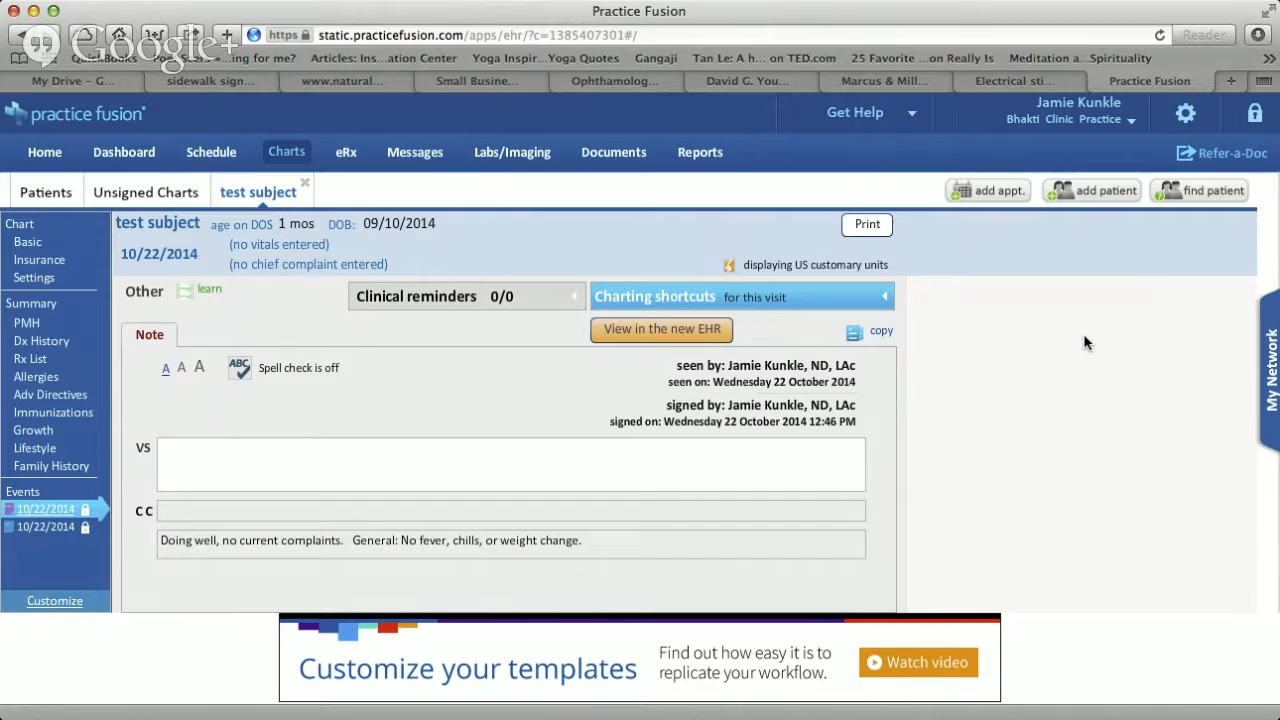 Practice Fusion
Google+
https static.practicefusion.com/apps/ehr/?c=1385407301#/ Reader
QuickBooks ing for me? Articles: Ins...ation Center Yoga Inspir... Yoga Quotes Gangaji Tan Le: A h... on TED.com 25 Favorite ...on Really Is Meditation a...Spirituality
My Drive – G... sidewalk sign... www.natural... Small Busine... Ophthamolog... David G. You... Marcus & Mill... Electrical sti... Practice Fusion
practice fusion Get Help Jamie Kunkle
Bhakti Clinic Practice
Home Dashboard Schedule Charts eRx Messages Labs/Imaging Documents Reports Refer-a-Doc
Patients Unsigned Charts test subject add appt. add patient find patient
Chart
Basic
Insurance
Settings
Summary
PMH
Dx History
Rx List
Allergies
Adv Directives
Immunizations
Growth
Lifestyle
Family History
Events
10/22/2014
10/22/2014
Customize
test subject age on DOS 1 mos DOB: 09/10/2014 Print
10/22/2014 (no vitals entered)
(no chief complaint entered) displaying US customary units
Other learn Clinical reminders 0/0 Charting shortcuts for this visit
Note View in the new EHR copy
A A A ABC Spell check is off
seen by: Jamie Kunkle, ND, LAc
seen on: Wednesday 22 October 2014
signed by: Jamie Kunkle, ND, LAc
signed on: Wednesday 22 October 2014 12:46 PM
VS
C C
Doing well, no current complaints. General: No fever, chills, or weight change.
My Network
Customize your templates
Find out how easy it is to
replicate your workflow.
Watch video